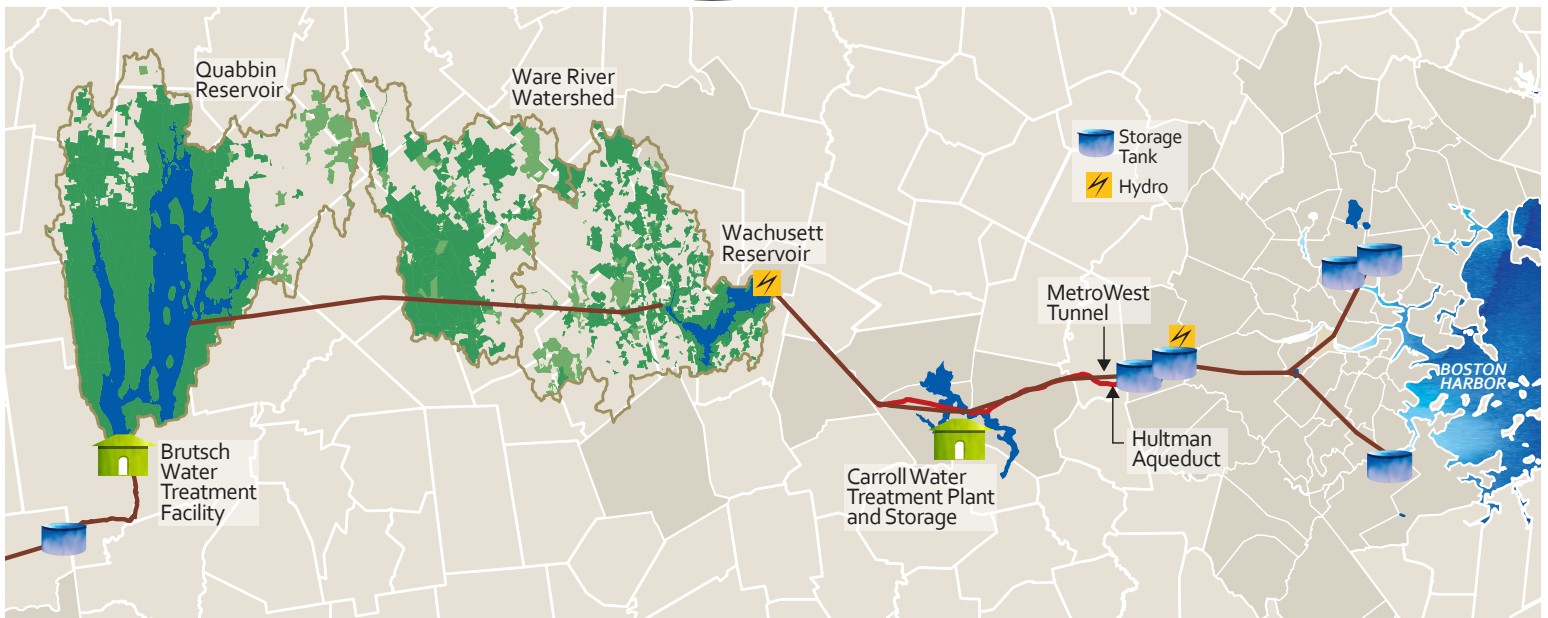 Quabbin
Reservoir
Ware River
Watershed
Storage
Tank
Hydro
Wachusett
Reservoir
MetroWest
Tunnel
BOSTON
HARBOR
Hultman
Aqueduct
Brutsch
Water
Treatment
Facility
Carroll Water
Treatment Plant
and Storage